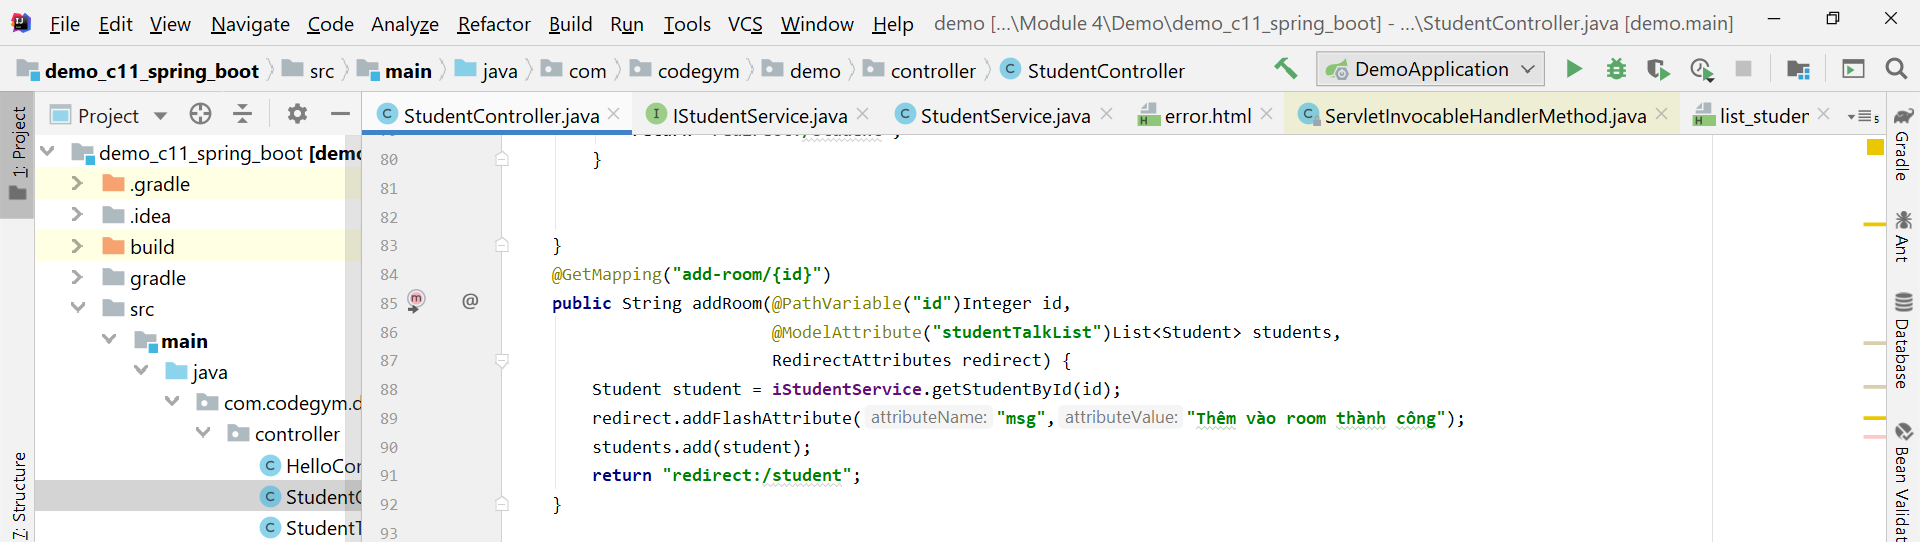 File Edit View Navigate Code Analyze Refactor Build Run Tools VCS Window Help demo [...\Module 4\Demo\demo_c11_spring_boot] - ...\StudentController.java [demo.main]
demo_c11_spring_boot src main java com codegym demo controller StudentController DemoApplication
Project StudentController.java IStudentService.java StudentService.java error.html ServletInvocableHandlerMethod.java list_studen 5
1: Project
7: Structure
demo_c11_spring_boot [demo
.gradle
.idea
build
gradle
src
main
java
com.codegym.d
controller
HelloCo
Student
StudentT
80 }
81
82
83 }
84 @GetMapping("add-room/{id}")
85 public String addRoom(@PathVariable("id")Integer id,
86 @ModelAttribute("studentTalkList")List<Student> students,
87 RedirectAttributes redirect) {
88 Student student = iStudentService.getStudentById(id);
89 redirect.addFlashAttribute( attributeName: "msg", attributeValue: "Thêm vào room thành công");
90 students.add(student);
91 return "redirect:/student";
92 }
93
Gradle
Ant
Database
Bean Validat